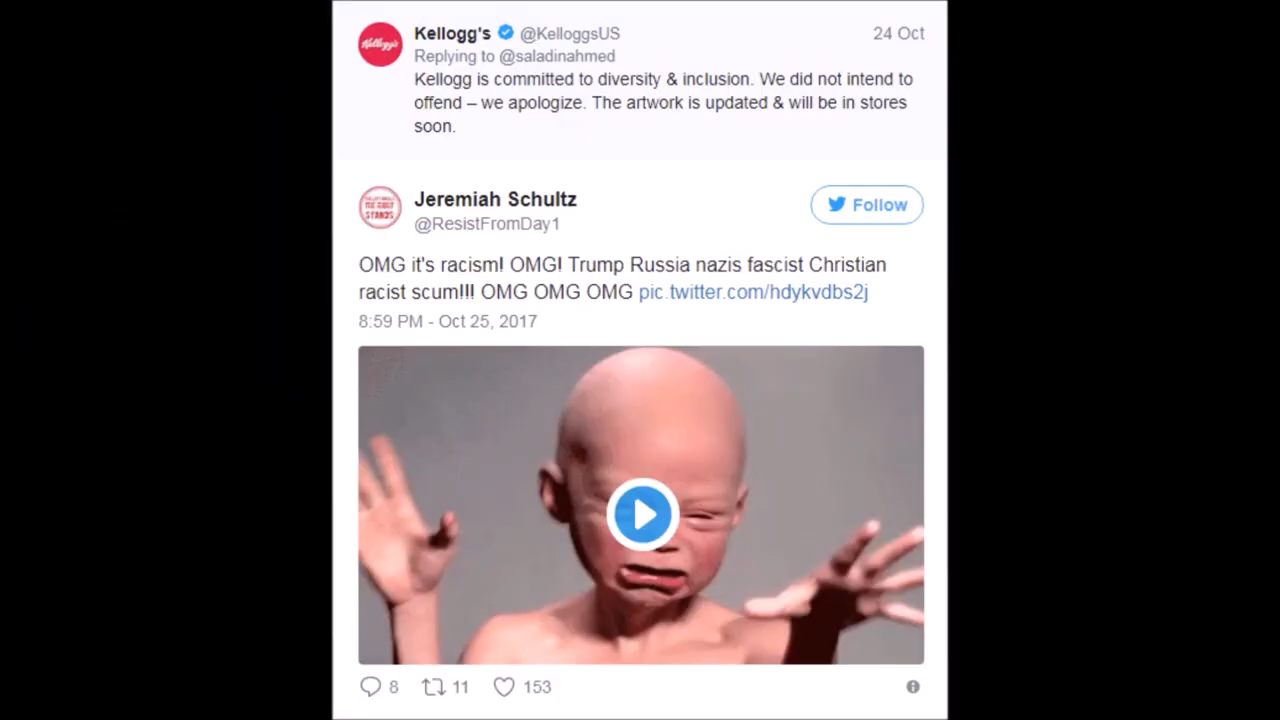 Kellogg's @KelloggsUS 24 Oct
Replying to @saladinahmed
Kellogg is committed to diversity & inclusion. We did not intend to
offend – we apologize. The artwork is updated & will be in stores
soon.
Kellogg's
Jeremiah Schultz
@ResistFromDay1
Follow
STANDS
OMG it's racism! OMG! Trump Russia nazis fascist Christian
racist scum!!! OMG OMG OMG pic.twitter.com/hdykvdbs2j
8:59 PM - Oct 25, 2017
8 11 153